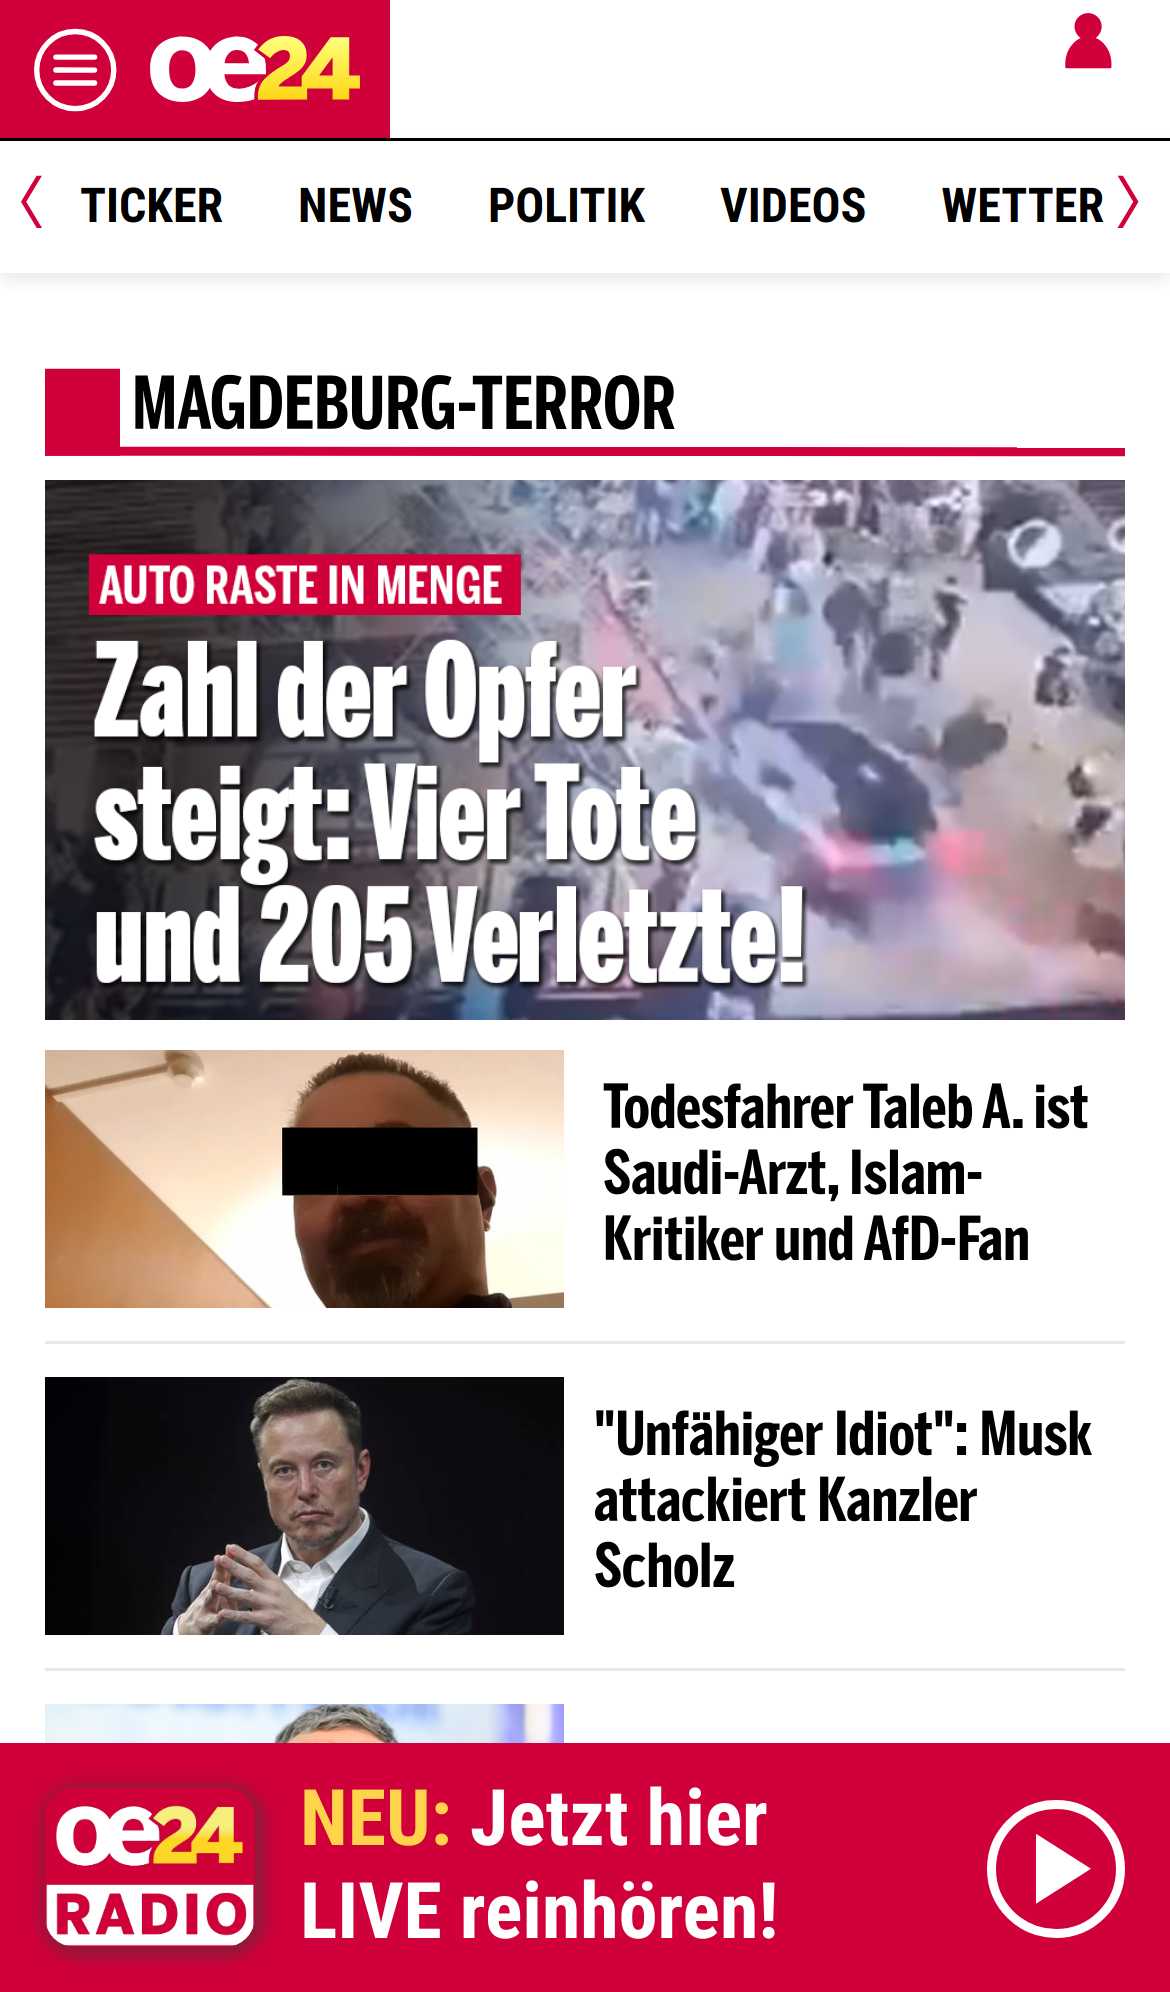 oe24
TICKER NEWS POLITIK VIDEOS WETTER
MAGDEBURG-TERROR
AUTO RASTE IN MENGE
Zahl der Opfer
steigt: Vier Tote
und 205 Verletzte!
Todesfahrer Taleb A. ist
Saudi-Arzt, Islam-
Kritiker und AfD-Fan
"Unfähiger Idiot": Musk
attackiert Kanzler
Scholz
oe24
RADIO
NEU: Jetzt hier
LIVE reinhören!